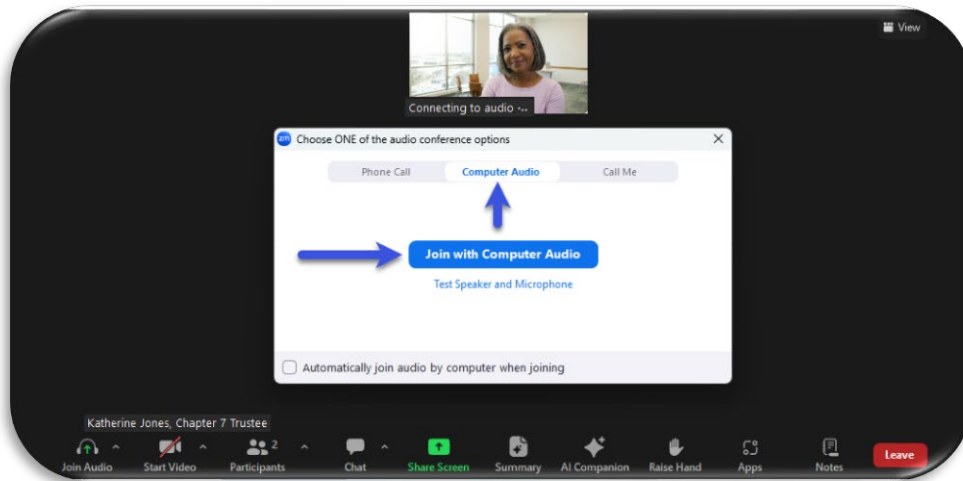 View
Connecting to audio ·..
zm Choose ONE of the audio conference options
Phone Call Computer Audio Call Me
Join with Computer Audio
Test Speaker and Microphone
Automatically join audio by computer when joining
Katherine Jones, Chapter 7 Trustee
2
Join Audio Start Video Participants Chat Share Screen Summary AI Companion Raise Hand Apps Notes Leave